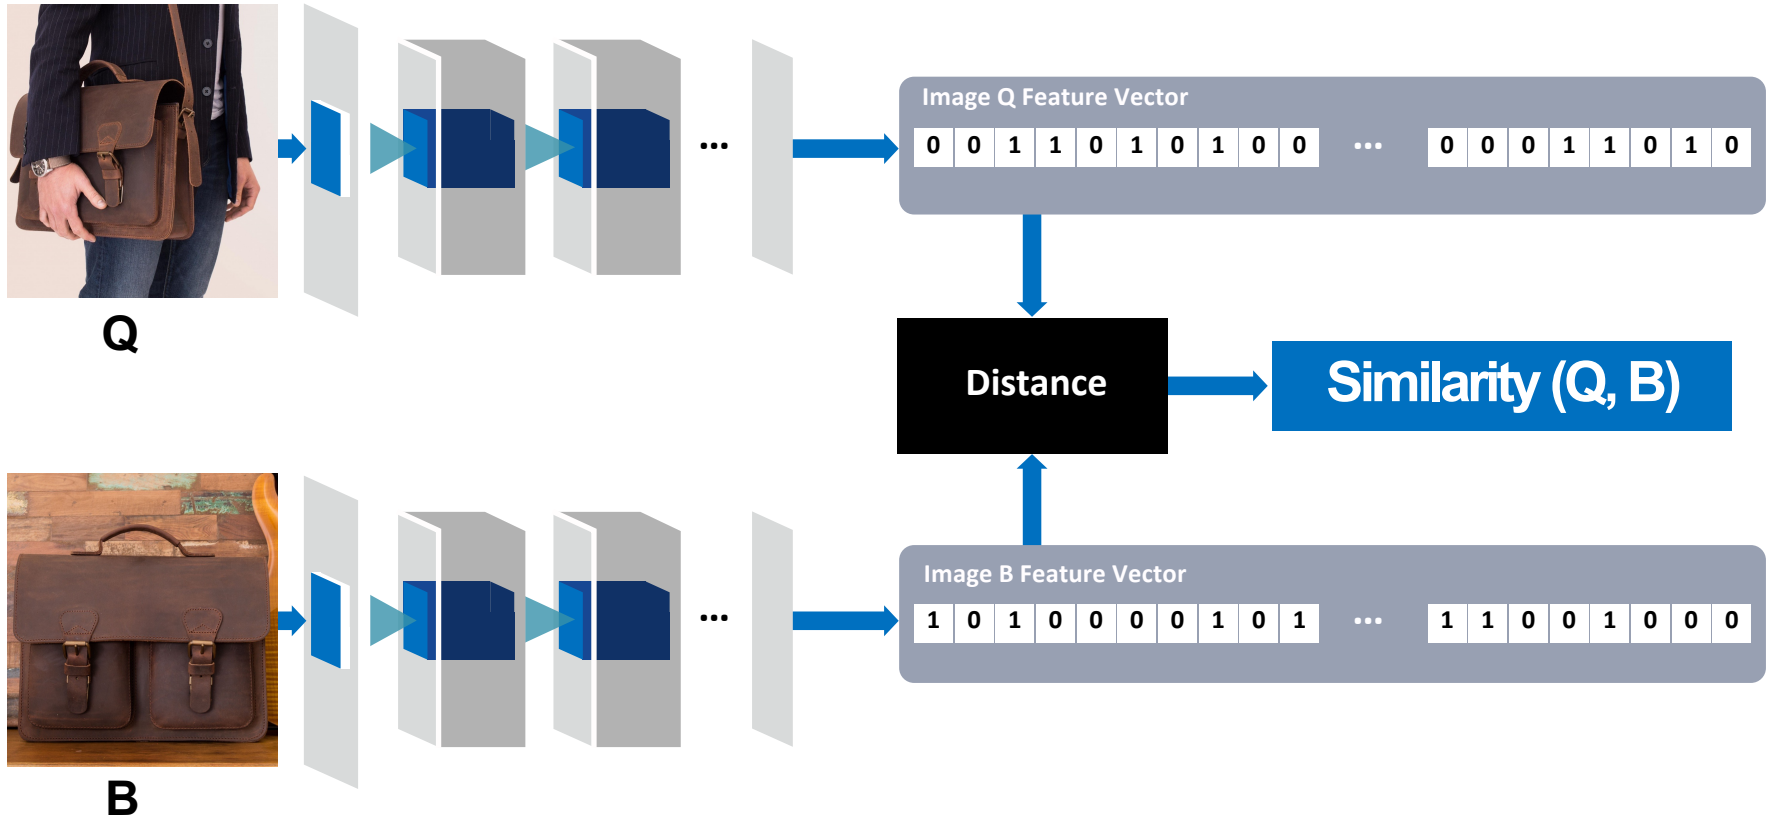 Image Q Feature Vector
0 0 1 1 0 1 0 1 0 0 ... 0 0 0 1 1 0 1 0
...
Q
Distance
Similarity (Q, B)
Image B Feature Vector
1 0 1 0 0 0 0 1 0 1 ... 1 1 0 0 1 0 0 0
...
B